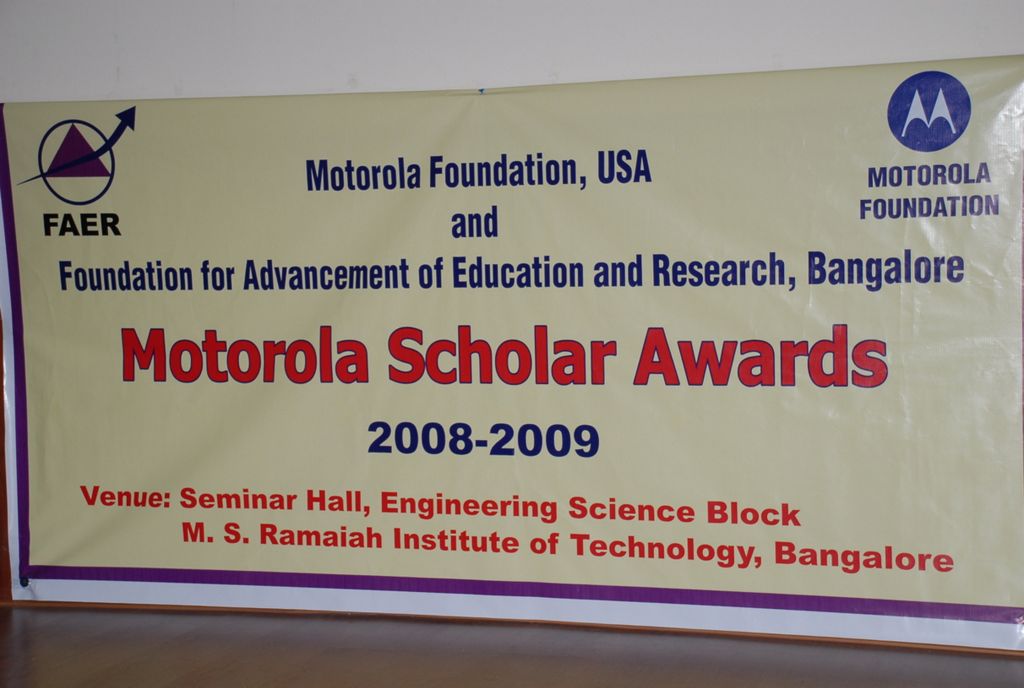 FAER
MOTOROLA
FOUNDATION
Motorola Foundation, USA
and
Foundation for Advancement of Education and Research, Bangalore
Motorola Scholar Awards
2008-2009
Venue: Seminar Hall, Engineering Science Block
M. S. Ramaiah Institute of Technology, Bangalore